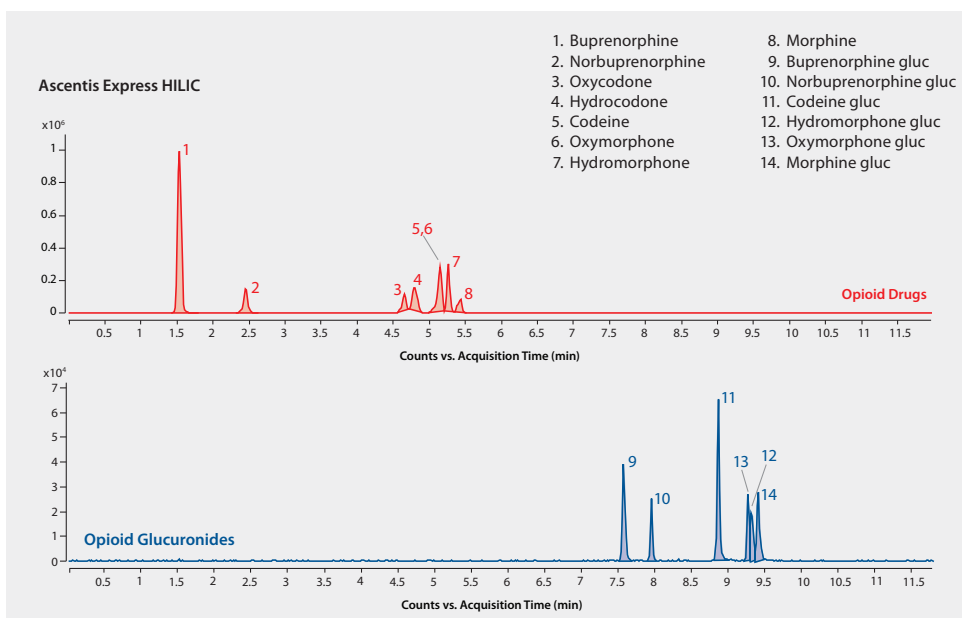 1. Buprenorphine
2. Norbuprenorphine
3. Oxycodone
4. Hydrocodone
5. Codeine
6. Oxymorphone
7. Hydromorphone
8. Morphine
9. Buprenorphine gluc
10. Norbuprenorphine gluc
11. Codeine gluc
12. Hydromorphone gluc
13. Oxymorphone gluc
14. Morphine gluc
Ascentis Express HILIC
x10⁶
1
0.8
0.6
0.4
0.2
0
1
2
3
4
5,6
7
8
Opioid Drugs
0.5 1 1.5 2 2.5 3 3.5 4 4.5 5 5.5 6 6.5 7 7.5 8 8.5 9 9.5 10 10.5 11 11.5
Counts vs. Acquisition Time (min)
x10⁴
7
6
5
4
3
2
1
0
9
10
11
13
12
14
Opioid Glucuronides
0.5 1 1.5 2 2.5 3 3.5 4 4.5 5 5.5 6 6.5 7 7.5 8 8.5 9 9.5 10 10.5 11 11.5
Counts vs. Acquisition Time (min)